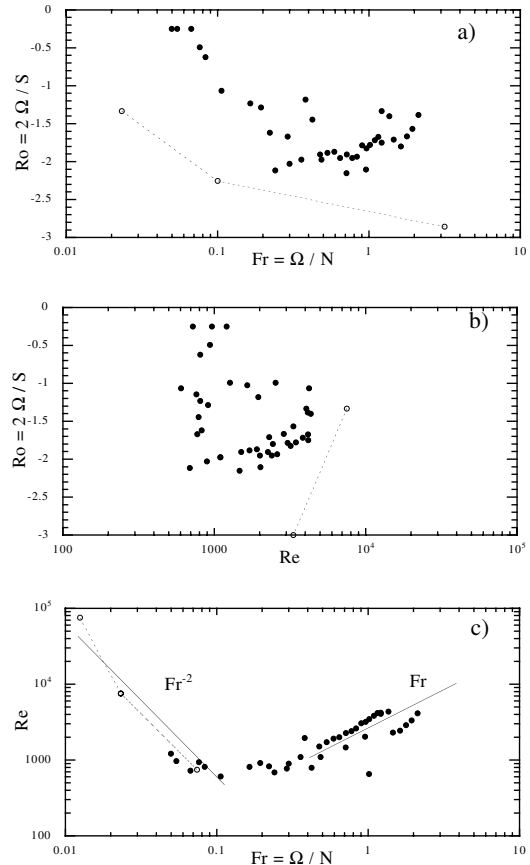 0
-0.5
-1
-1.5
-2
-2.5
-3
Ro = 2 Ω / S
a)
0.01
0.1
1
10
Fr = Ω / N
0
-0.5
-1
-1.5
-2
-2.5
-3
Ro = 2 Ω / S
b)
100
1000
10⁴
10⁵
Re
10⁵
10⁴
1000
100
Re
c)
Fr⁻²
Fr
0.01
0.1
1
10
Fr = Ω / N